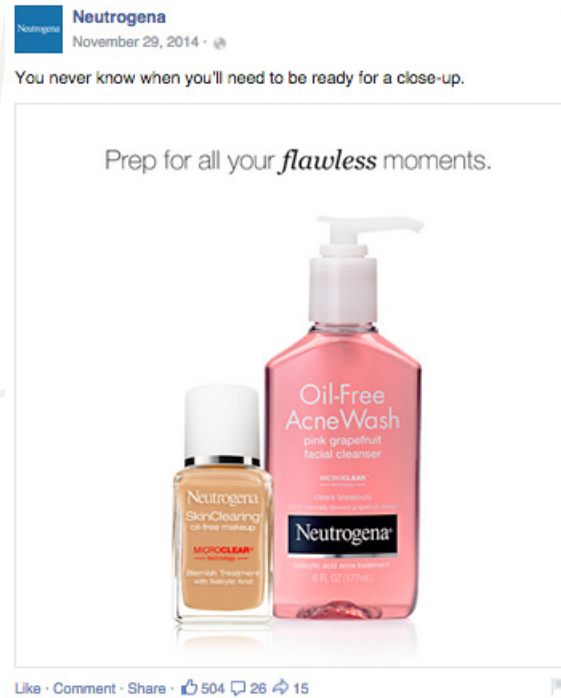 Neutrogena
Neutrogena
November 29, 2014 ·
You never know when you'll need to be ready for a close-up.
Prep for all your flawless moments.
Oil-Free
Acne Wash
pink grapefruit
facial cleanser
MICROCLEAR
technology
clears breakouts
Neutrogena®
salicylic acid acne treatment
6 FL OZ (177mL)
Neutrogena
SkinClearing
oil-free makeup
MICROCLEAR®
technology
Blemish Treatment
with Salicylic Acid
Like · Comment · Share · 504 26 15